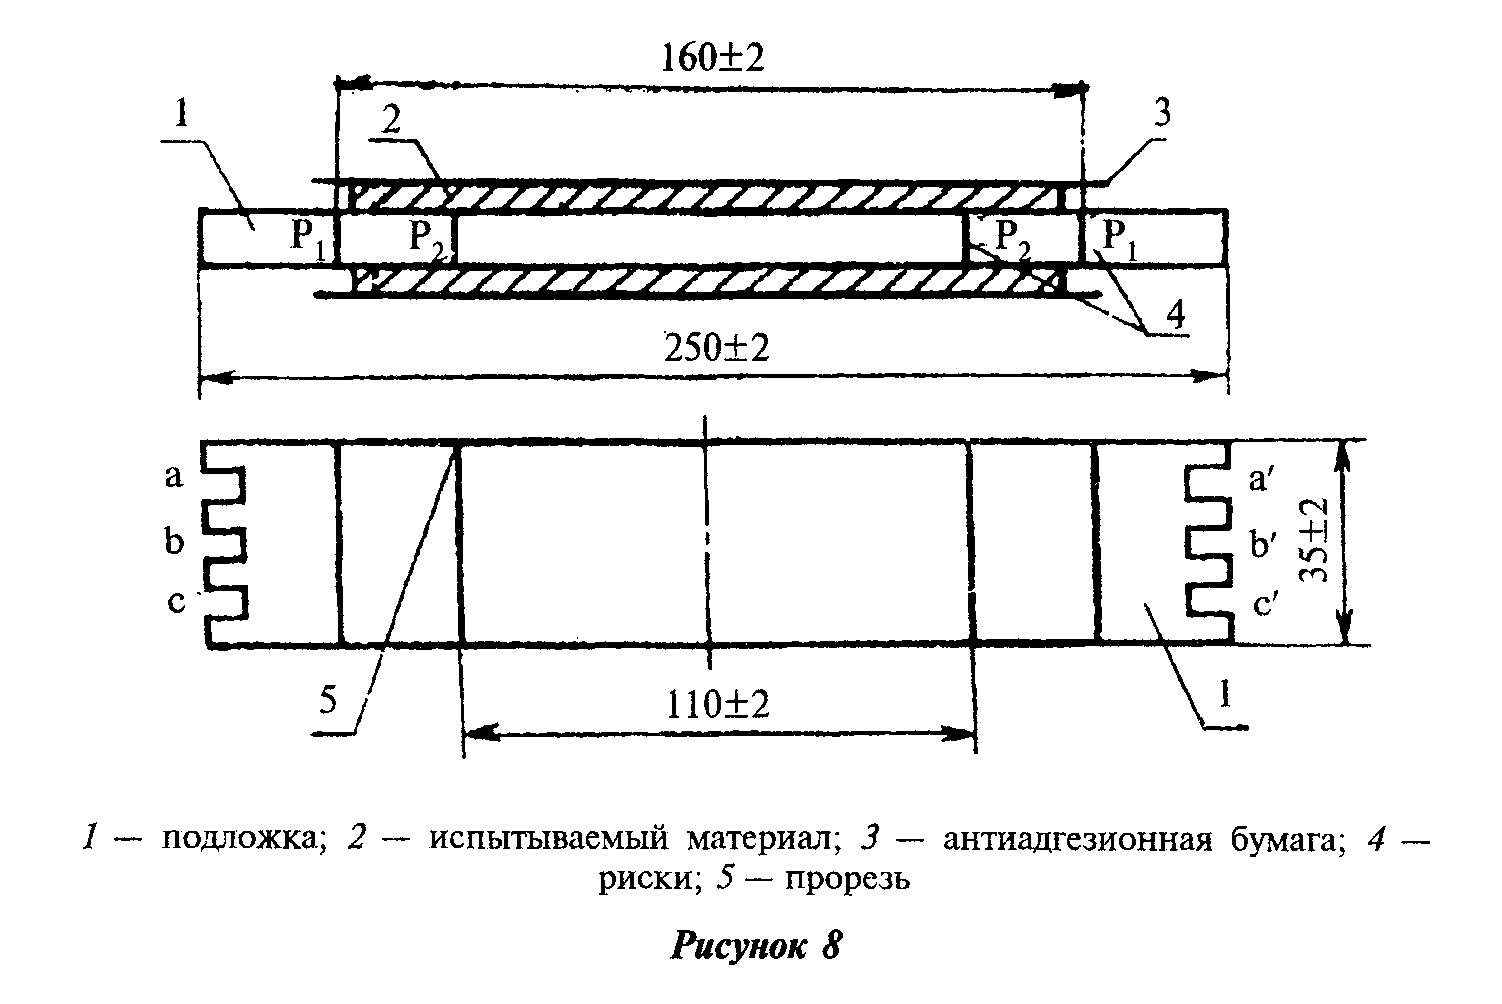 160±2
1
2
3
P1
P2
P2
P1
4
250±2
a
a′
b
b′
c
c′
35±2
5
110±2
1
1 — подложка; 2 — испытываемый материал; 3 — антиадгезионная бумага; 4 —
риски; 5 — прорезь
Рисунок 8